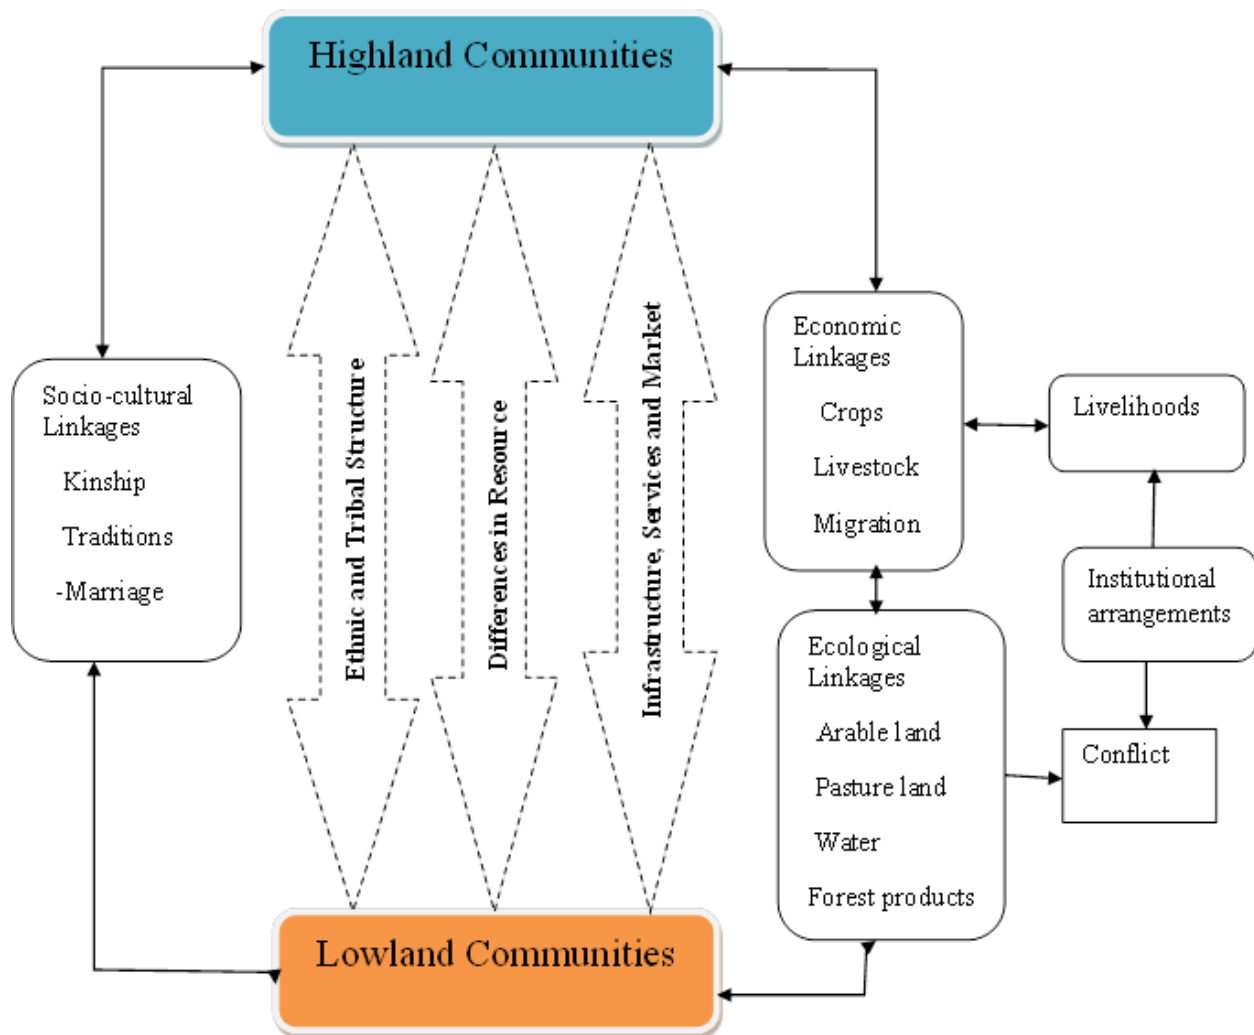 Highland Communities
Socio-cultural
Linkages
Kinship
Traditions
-Marriage
Ethnic and Tribal Structure
Differences in Resource
Infrastructure, Services and Market
Economic
Linkages
Crops
Livestock
Migration
Livelihoods
Institutional
arrangements
Ecological
Linkages
Arable land
Pasture land
Water
Forest products
Conflict
Lowland Communities